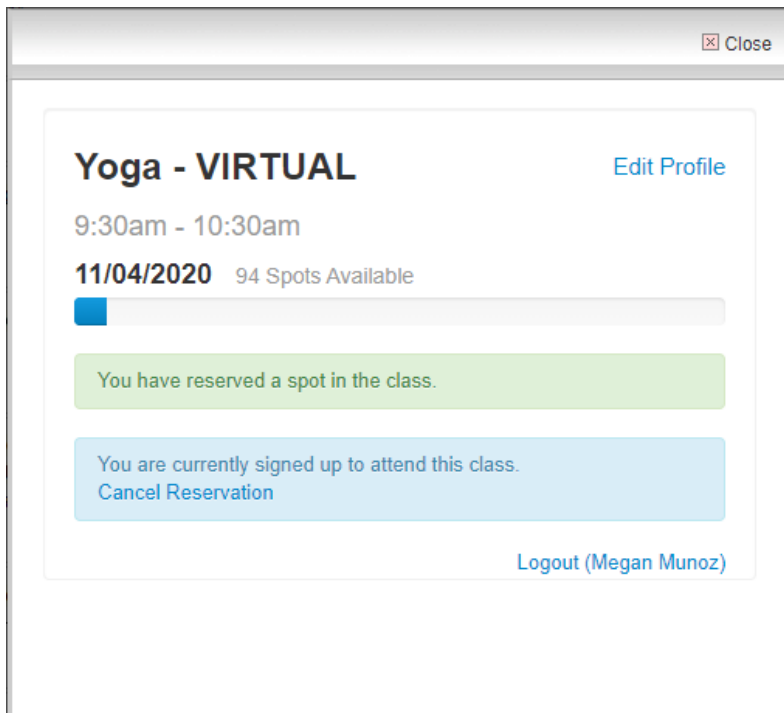 Close
Yoga - VIRTUAL
Edit Profile
9:30am - 10:30am
11/04/2020 94 Spots Available
You have reserved a spot in the class.
You are currently signed up to attend this class.
Cancel Reservation
Logout (Megan Munoz)